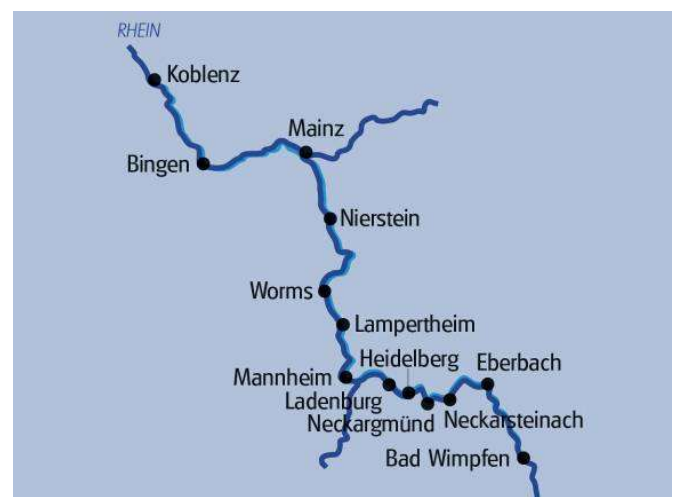 RHEIN
Koblenz
Mainz
Bingen
Nierstein
Worms
Lampertheim
Heidelberg
Eberbach
Mannheim
Ladenburg
Neckargmünd
Neckarsteinach
Bad Wimpfen